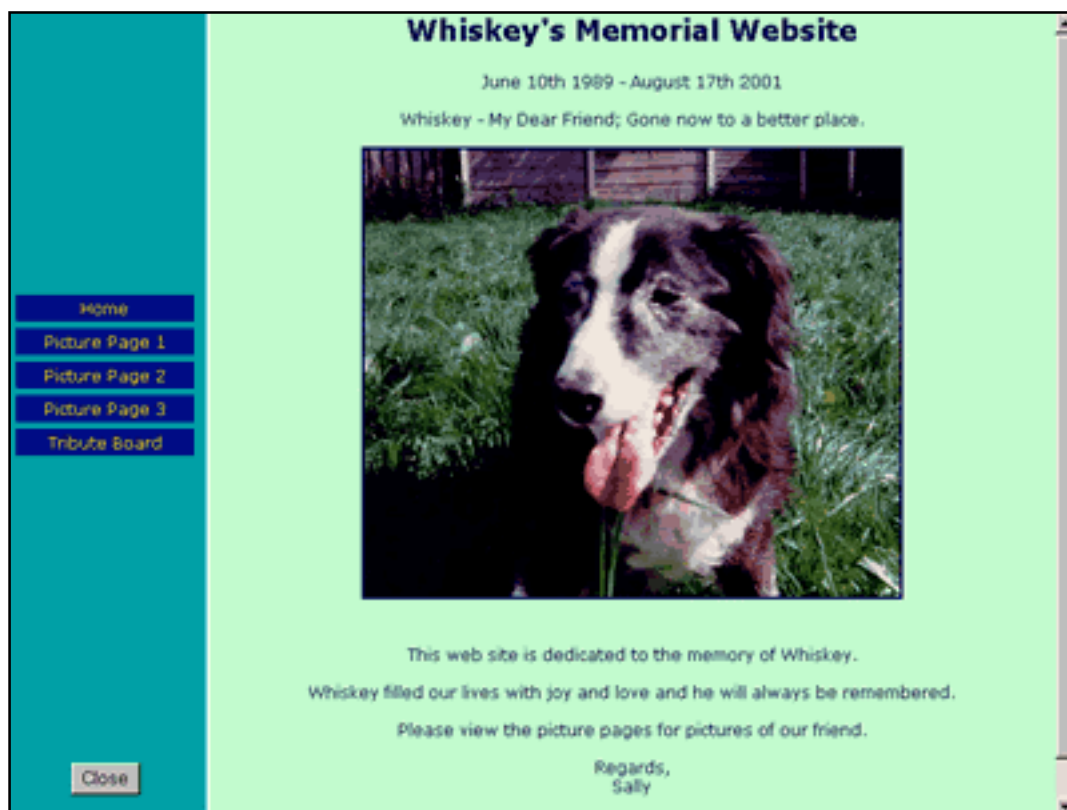 Whiskey's Memorial Website
June 10th 1989 - August 17th 2001
Whiskey - My Dear Friend; Gone now to a better place.
Home
Picture Page 1
Picture Page 2
Picture Page 3
Tribute Board
This web site is dedicated to the memory of Whiskey.
Whiskey filled our lives with joy and love and he will always be remembered.
Please view the picture pages for pictures of our friend.
Regards,
Sally
Close